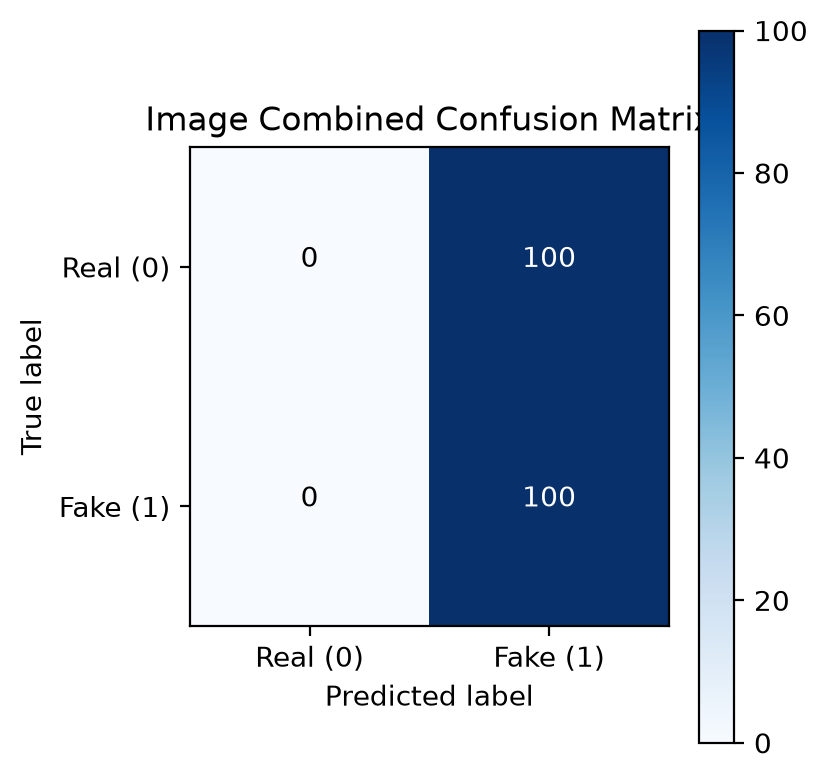 Image Combined Confusion Matrix
100
80
60
40
20
0
True label
Real (0)
0
100
Fake (1)
0
100
Real (0)
Fake (1)
Predicted label